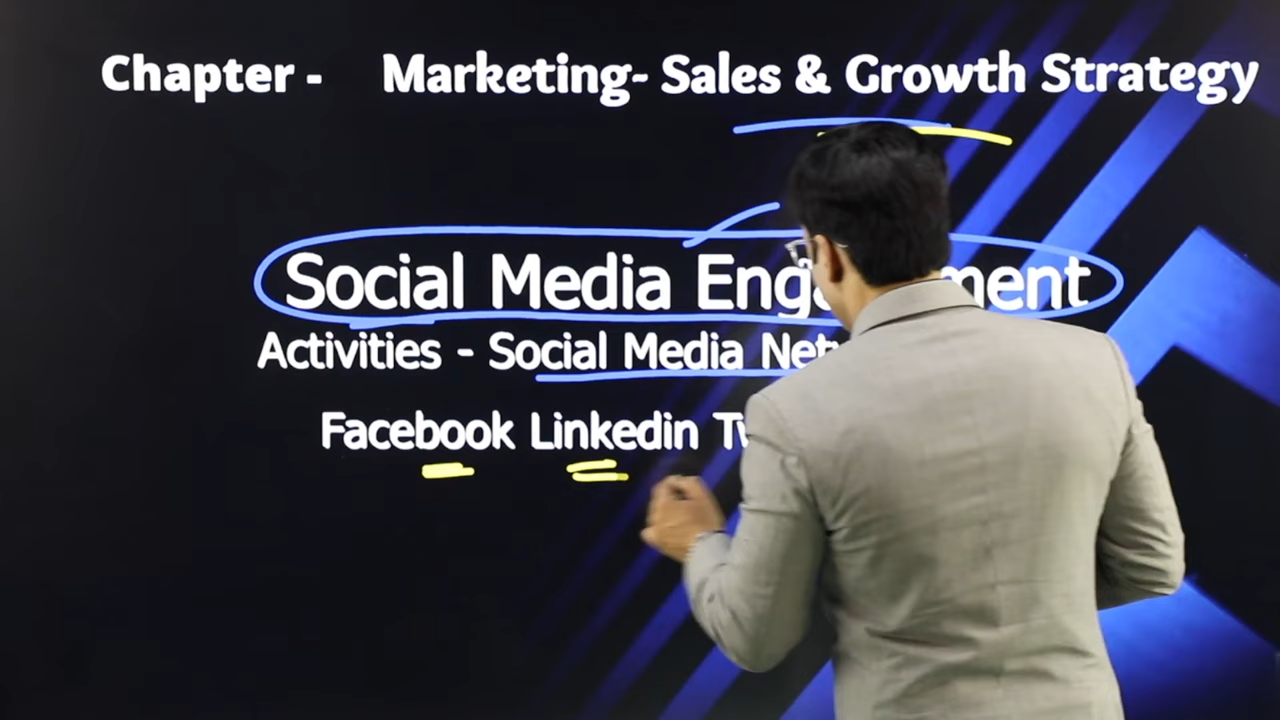 Chapter - Marketing- Sales & Growth Strategy
Social Media
Activities - Social Media
Facebook Linkedin